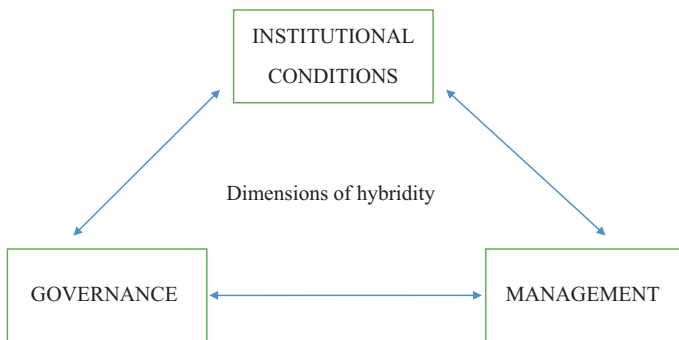 INSTITUTIONAL
CONDITIONS
Dimensions of hybridity
GOVERNANCE
MANAGEMENT